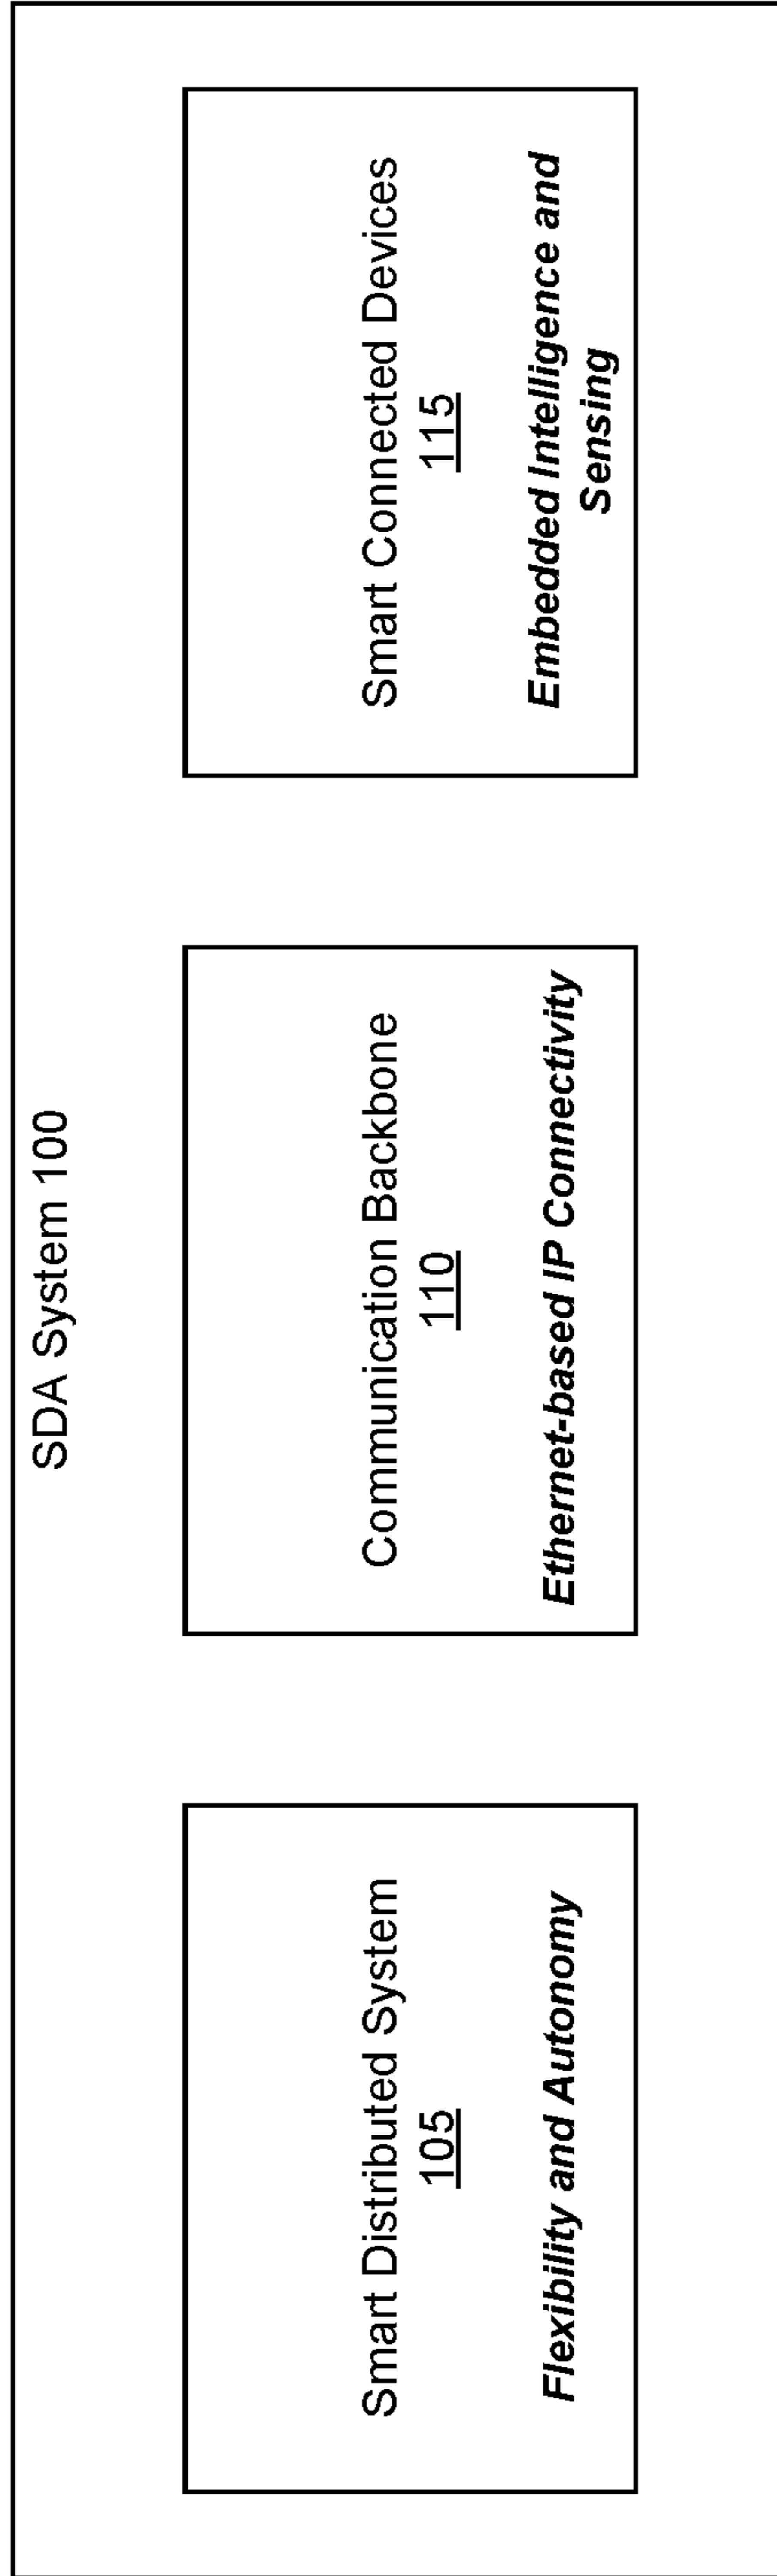 SDA System 100
Smart Distributed System
105
Flexibility and Autonomy
Communication Backbone
110
Ethernet-based IP Connectivity
Smart Connected Devices
115
Embedded Intelligence and
Sensing